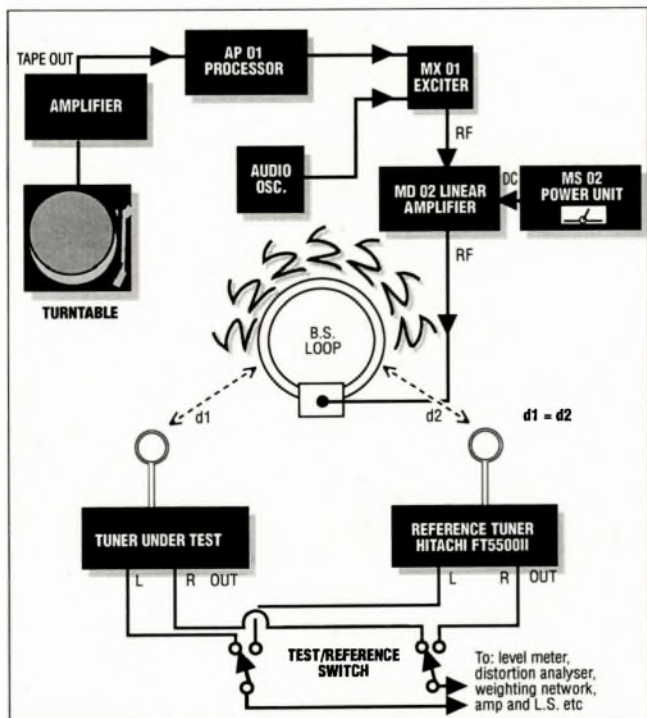 TAPE OUT
AP 01
PROCESSOR
MX 01
EXCITER
AMPLIFIER
RF
AUDIO
OSC.
MD 02 LINEAR
AMPLIFIER
DC
MS 02
POWER UNIT
RF
TURNTABLE
B.S.
LOOP
d1
d2
d1 = d2
TUNER UNDER TEST
REFERENCE TUNER
HITACHI FT5500II
L
R
OUT
L
R
OUT
TEST/REFERENCE
SWITCH
To: level meter,
distortion analyser,
weighting network,
amp and L.S. etc